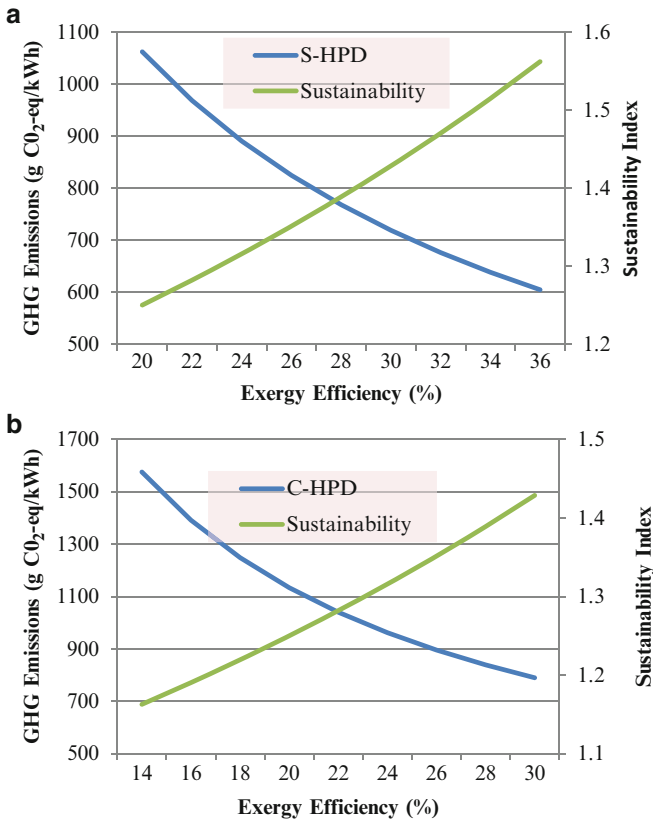 a
1100
1000
900
800
700
600
500
GHG Emissions (g C0₂-eq/kWh)
S-HPD
Sustainability
1.6
1.5
1.4
1.3
1.2
Sustainability Index
20 22 24 26 28 30 32 34 36
Exergy Efficiency (%)
b
1700
1500
1300
1100
900
700
500
GHG Emissions (g C0₂-eq/kWh)
C-HPD
Sustainability
1.5
1.4
1.3
1.2
1.1
Sustainability Index
14 16 18 20 22 24 26 28 30
Exergy Efficiency (%)